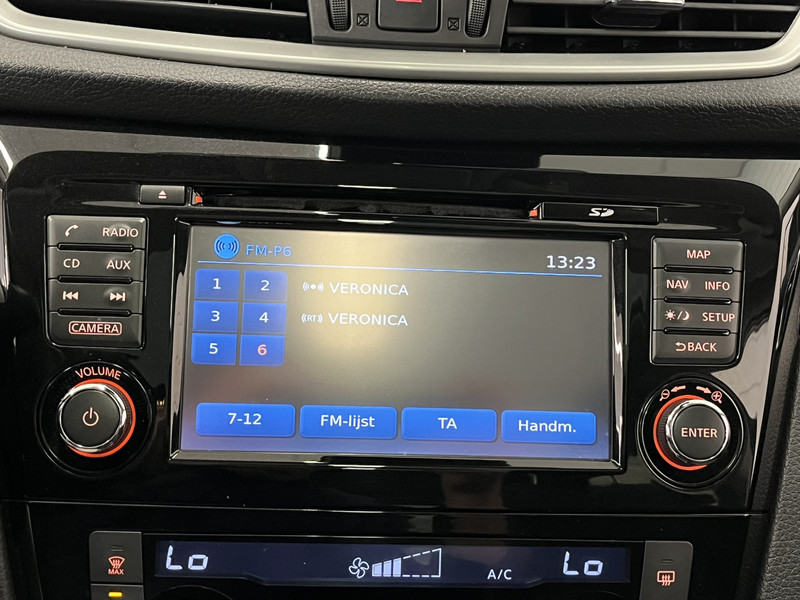 RADIO
CD AUX
CAMERA
VOLUME
SD
FM-P6
13:23
1 2
VERONICA
3 4
(RT) VERONICA
5 6
7-12 FM-lijst TA Handm.
MAP
NAV INFO
SETUP
BACK
ENTER
MAX
Lo
A/C
Lo